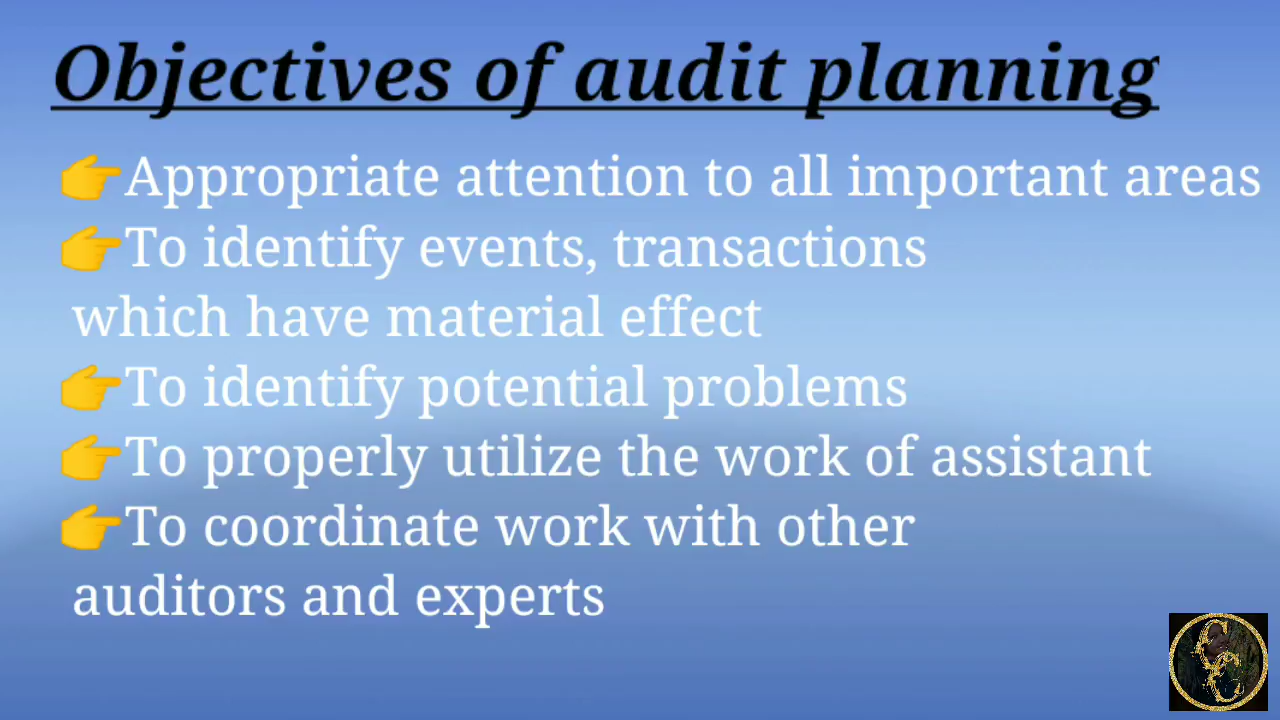 Objectives of audit planning
👉Appropriate attention to all important areas
👉To identify events, transactions
which have material effect
👉To identify potential problems
👉To properly utilize the work of assistant
👉To coordinate work with other
auditors and experts